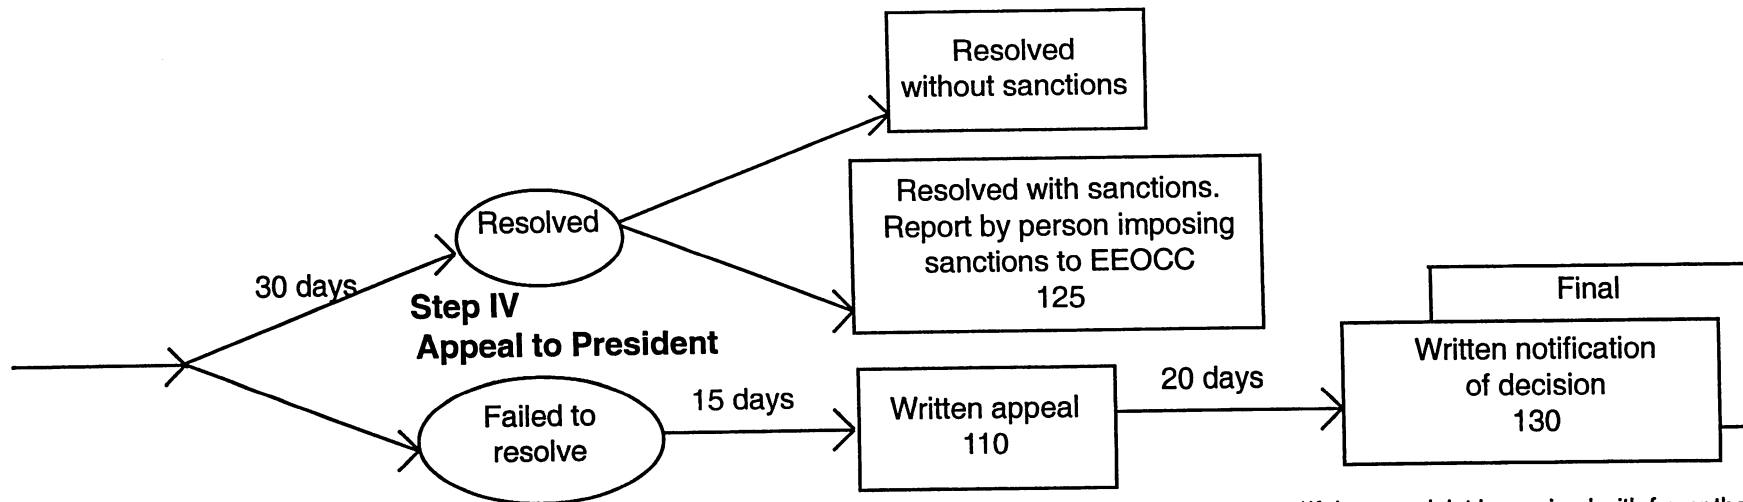 Resolved
without sanctions
Resolved
Resolved with sanctions.
Report by person imposing
sanctions to EEOCC
125
30 days
Step IV
Appeal to President
Final
Written notification
of decision
130
Failed to
resolve
15 days
Written appeal
110
20 days